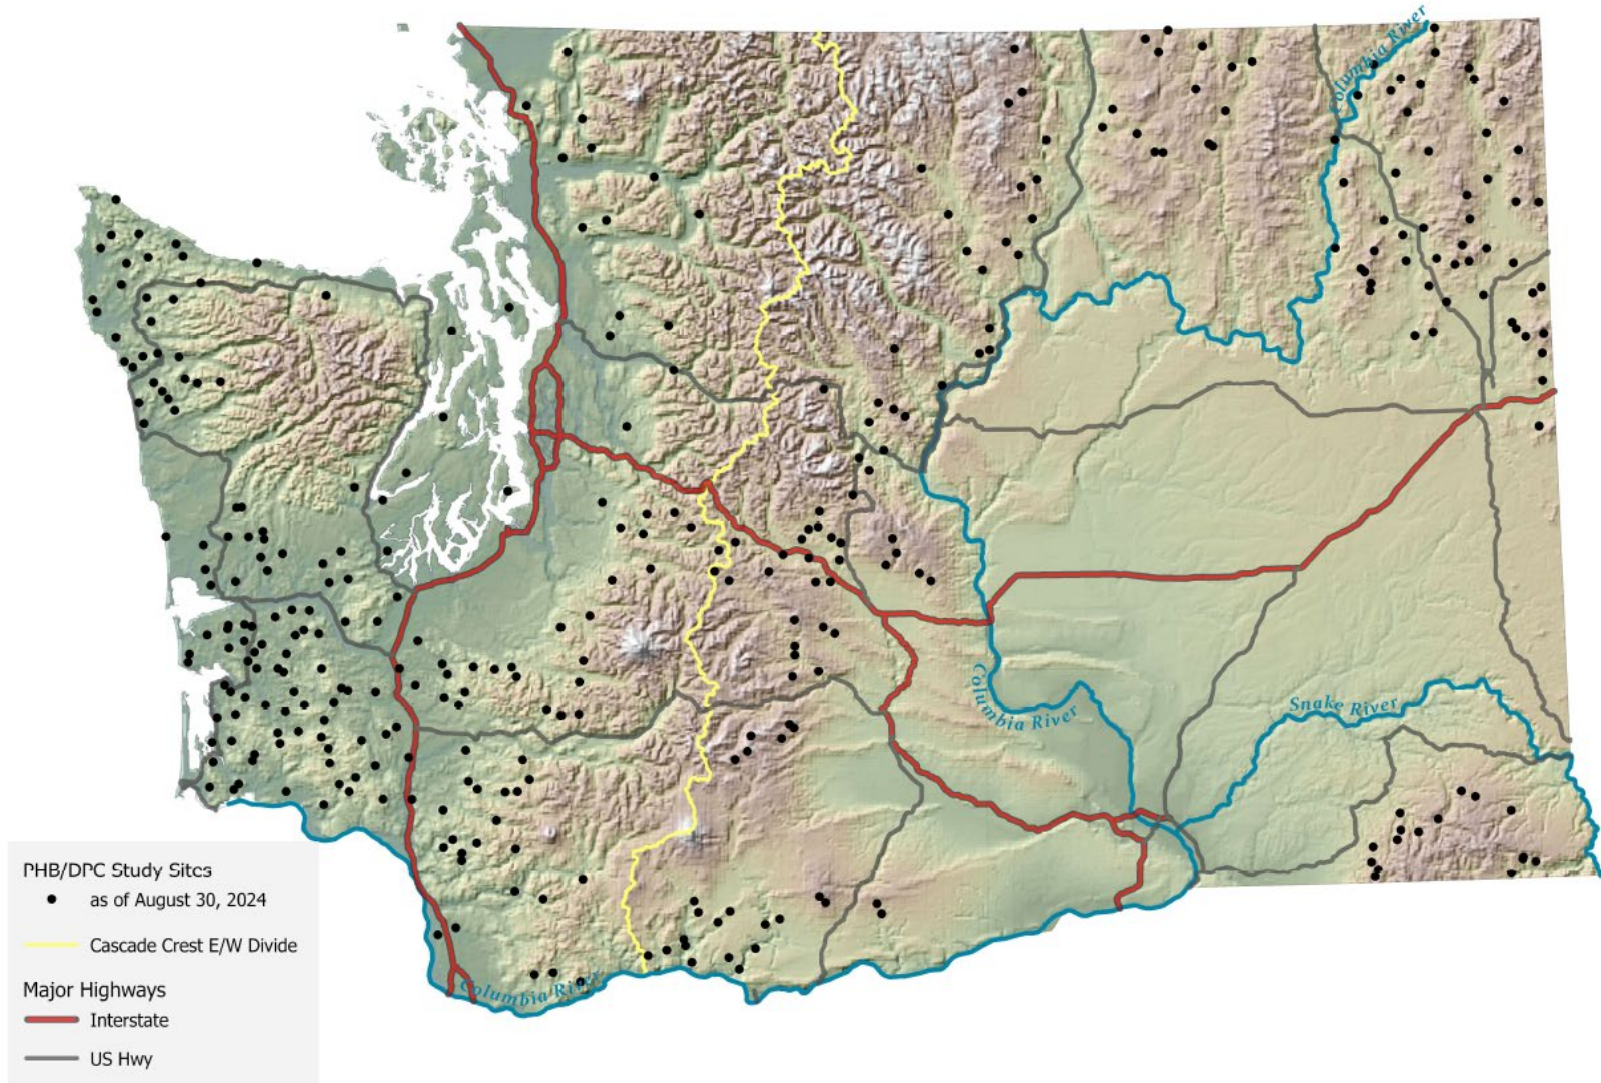 Columbia River
Columbia River
Snake River
PHB/DPC Study Sites
as of August 30, 2024
Cascade Crest E/W Divide
Major Highways
Interstate
US Hwy
Columbia River